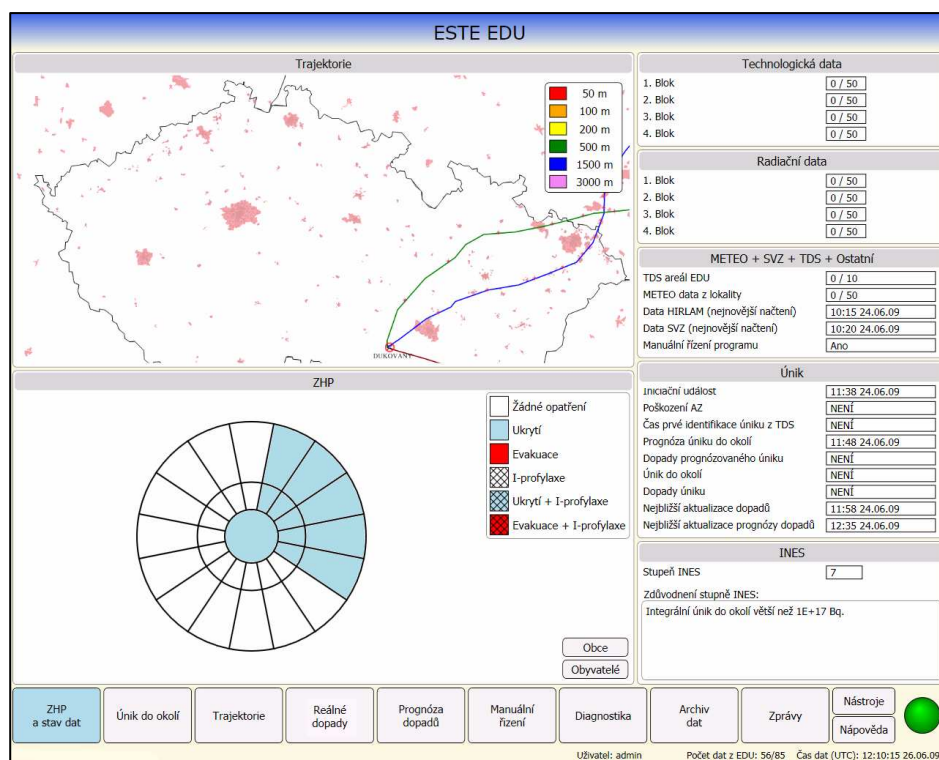 ESTE EDU
Trajektorie
50 m
100 m
200 m
500 m
1500 m
3000 m
DUKOVANY
ZHP
Žádné opatření
Ukrytí
Evakuace
I-profylaxe
Ukrytí + I-profylaxe
Evakuace + I-profylaxe
Obce
Obyvatelé
Technologická data
1. Blok 0 / 50
2. Blok 0 / 50
3. Blok 0 / 50
4. Blok 0 / 50
Radiační data
1. Blok 0 / 50
2. Blok 0 / 50
3. Blok 0 / 50
4. Blok 0 / 50
METEO + SVZ + TDS + Ostatní
TDS areál EDU 0 / 10
METEO data z lokality 0 / 50
Data HIRLAM (nejnovější načtení) 10:15 24.06.09
Data SVZ (nejnovější načtení) 10:20 24.06.09
Manuální řízení programu Ano
Únik
Iniciační událost 11:38 24.06.09
Poškození AZ NENÍ
Čas prvé identifikace úniku z TDS NENÍ
Prognóza úniku do okolí 11:48 24.06.09
Dopady prognózovaného úniku NENÍ
Únik do okolí NENÍ
Dopady úniku NENÍ
Nejbližší aktualizace dopadů 11:58 24.06.09
Nejbližší aktualizace prognózy dopadů 12:35 24.06.09
INES
Stupeň INES 7
Zdůvodnení stupně INES:
Integrální únik do okolí větší než 1E+17 Bq.
ZHP
a stav dat
Únik do okolí
Trajektorie
Reálné
dopady
Prognóza
dopadů
Manuální
řízení
Diagnostika
Archiv
dat
Zprávy
Nástroje
Nápověda
Uživatel: admin Počet dat z EDU: 56/85 Čas dat (UTC): 12:10:15 26.06.09